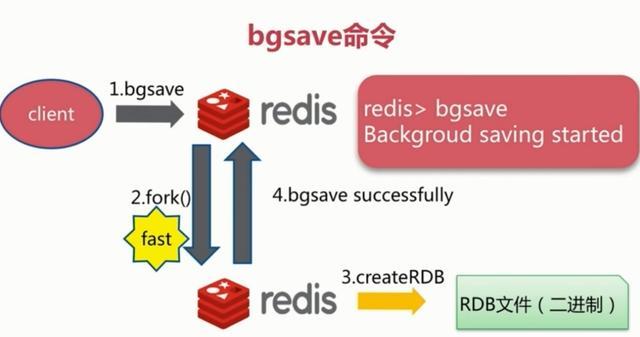 bgsave命令
1.bgsave
client
redis
redis> bgsave
Backgroud saving started
2.fork()
4.bgsave successfully
fast
redis
3.createRDB
RDB文件（二进制）